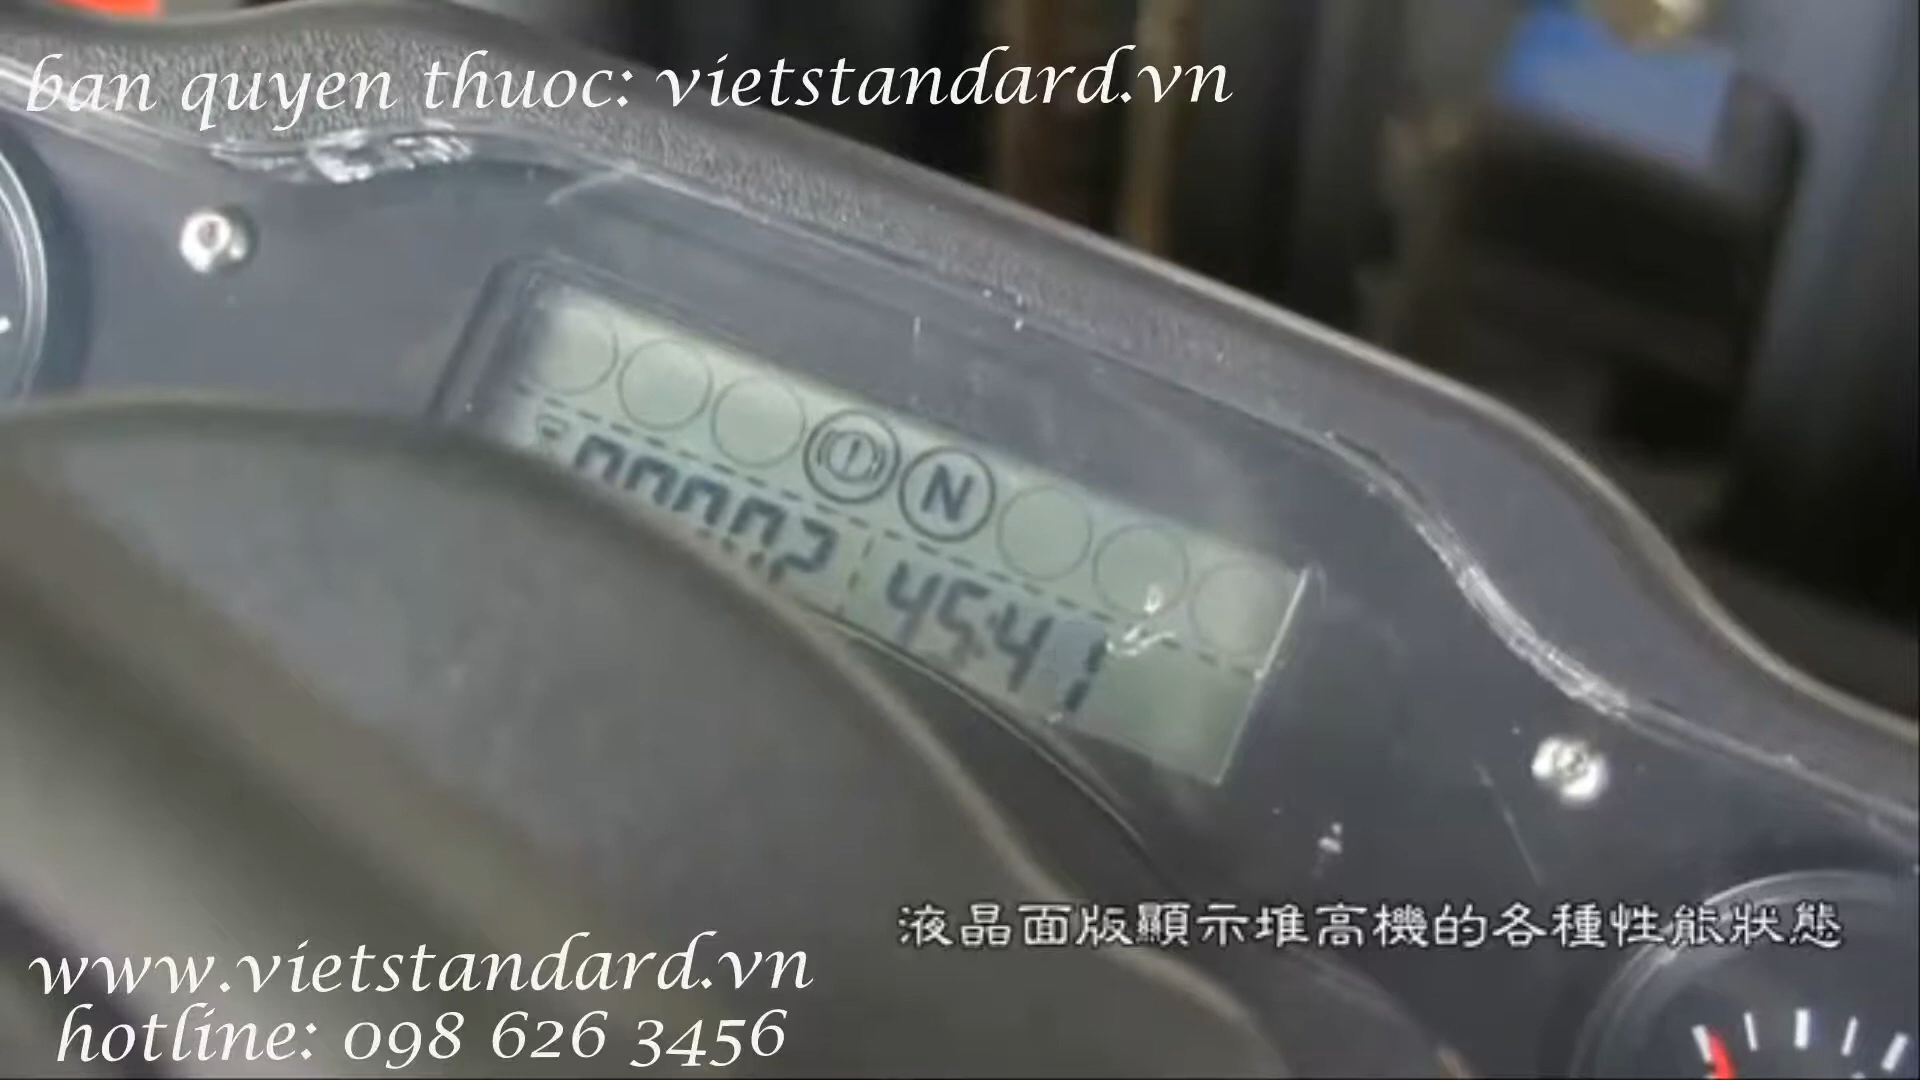 ban quyen thuoc: vietstandard.vn
N
4541
液晶面版顯示堆高機的各種性能狀態
www.vietstandard.vn
hotline: 098 626 3456